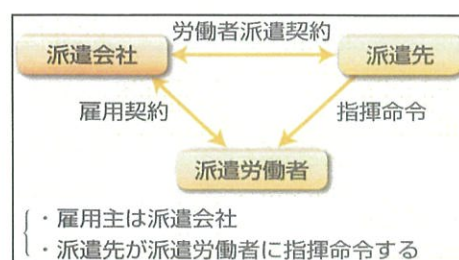 労働者派遣契約
派遣会社
派遣先
雇用契約
指揮命令
派遣労働者
・雇用主は派遣会社
・派遣先が派遣労働者に指揮命令する